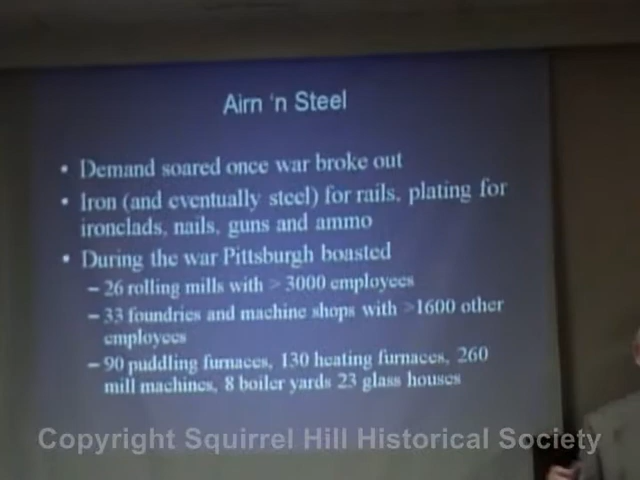 Airn 'n Steel
• Demand soared once war broke out
• Iron (and eventually steel) for rails, plating for
ironclads, nails, guns and ammo
• During the war Pittsburgh boasted
– 26 rolling mills with > 3000 employees
– 33 foundries and machine shops with >1600 other
employees
– 90 puddling furnaces, 130 heating furnaces, 260
mill machines, 8 boiler yards 23 glass houses
Copyright Squirrel Hill Historical Society